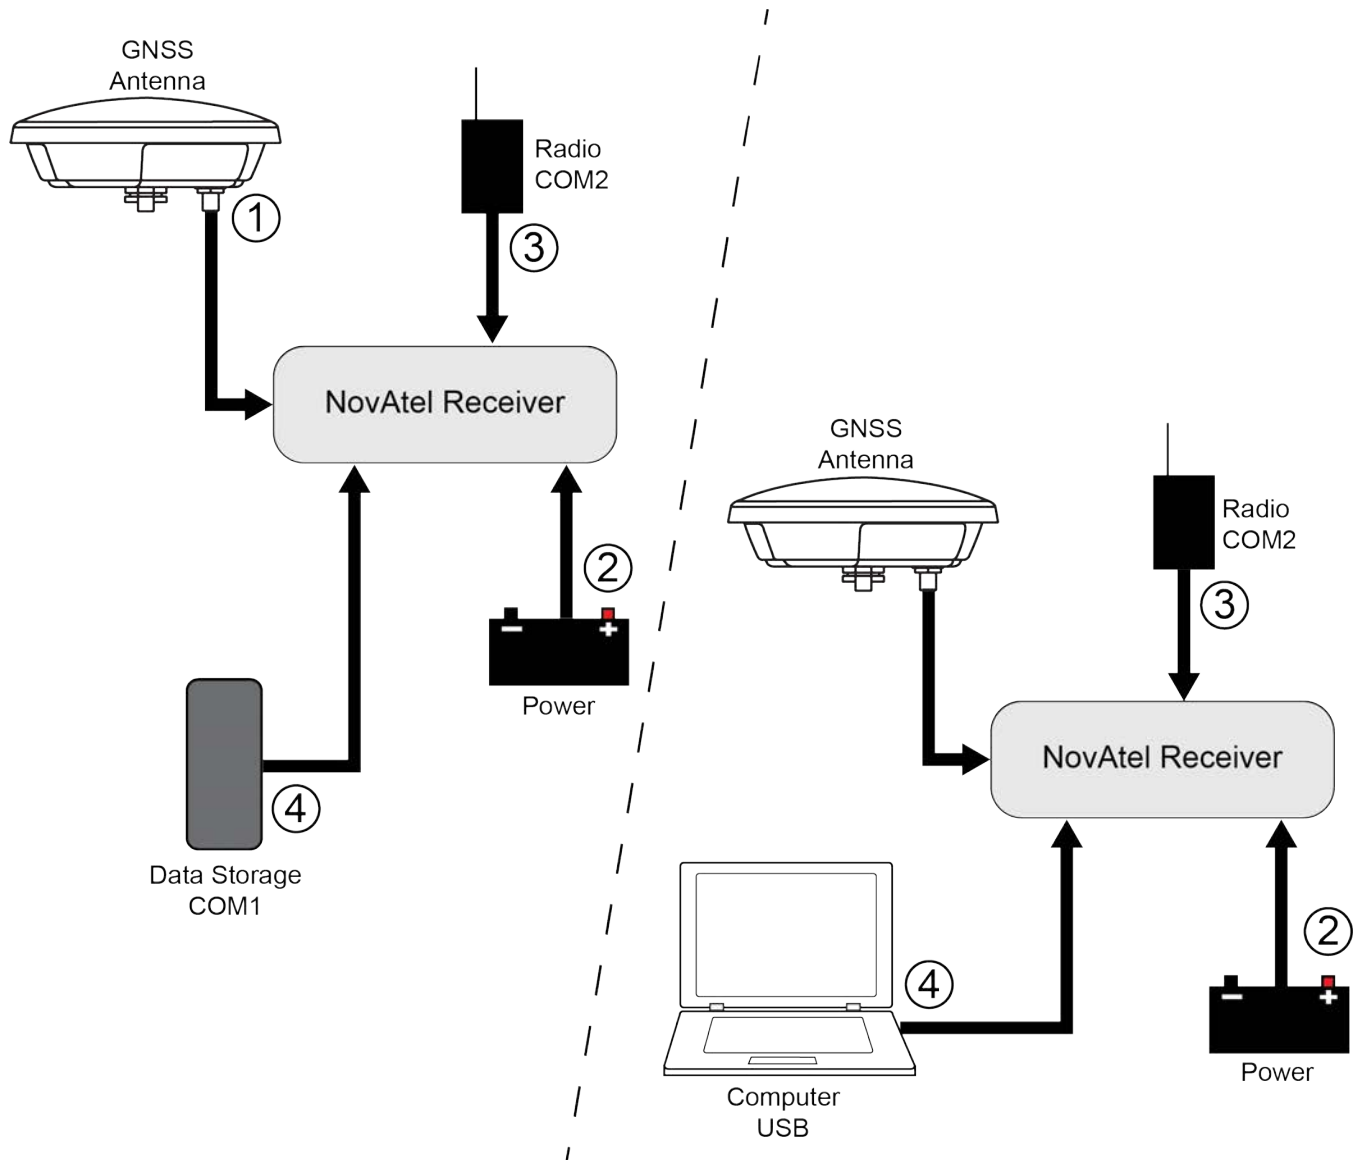 GNSS
Antenna
1
Radio
COM2
3
NovAtel Receiver
2
Power
4
Data Storage
COM1
GNSS
Antenna
Radio
COM2
3
NovAtel Receiver
2
Power
4
Computer
USB